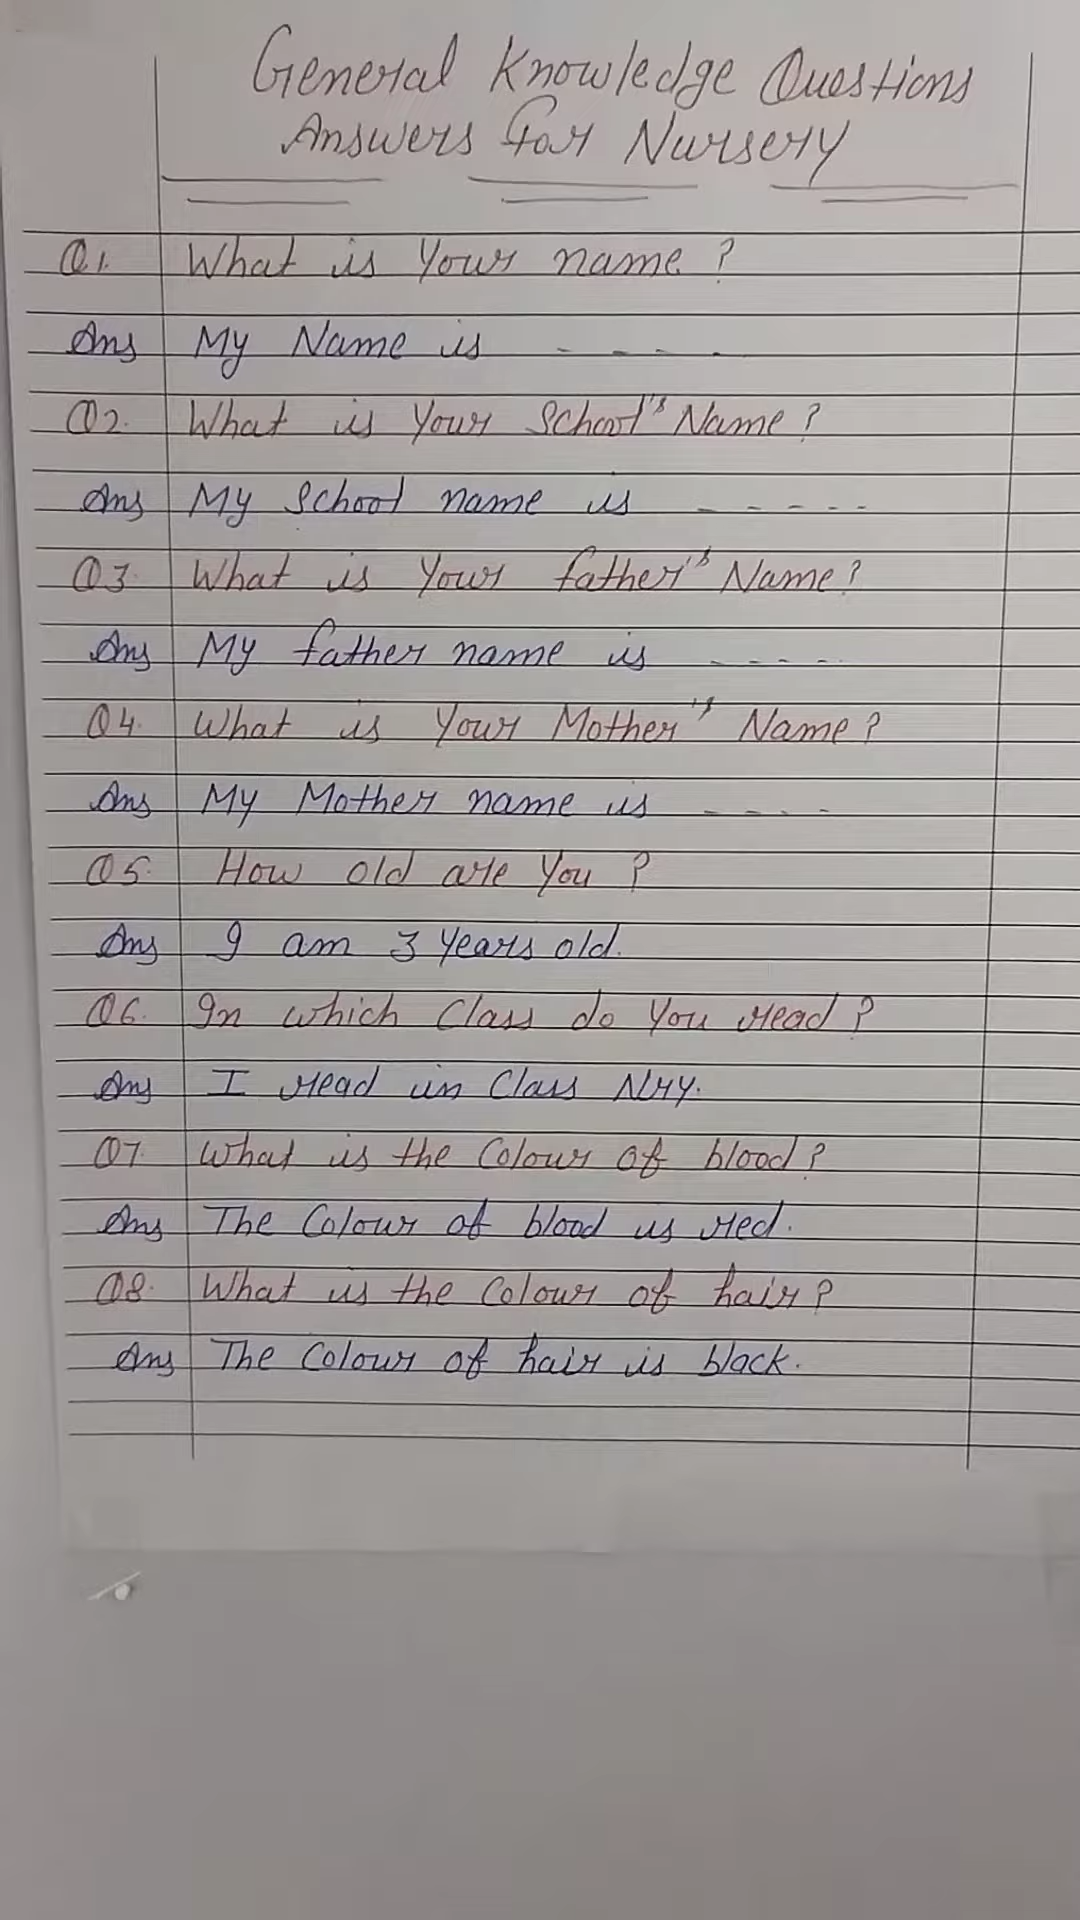 General Knowledge Questions
Answers For Nursery
Q1. What is Your name ?
Ans My Name is - - - -
Q2. What is Your School's Name ?
Ans My School name is - - - - -
Q3. What is Your father's Name ?
Ans My father name is - - - - -
Q4. What is Your Mother's Name ?
Ans My Mother name is - - - -
Q5. How old are You ?
Ans I am 3 Years old.
Q6. In which Class do You read ?
Ans I read in Class Nry.
Q7. What is the Colour of blood ?
Ans The Colour of blood is red.
Q8. What is the Colour of hair ?
Ans The Colour of hair is black.